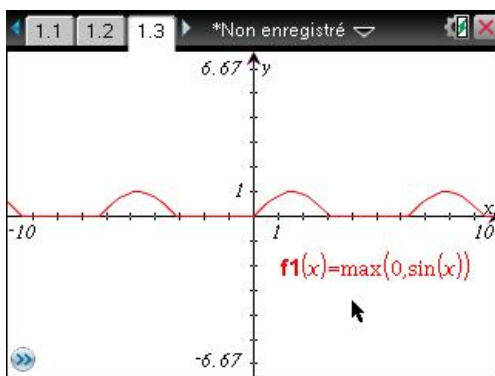 1.1 1.2 1.3 *Non enregistré
6.67 y
1
x
-10 1 10
f1(x)=max(0,sin(x))
-6.67